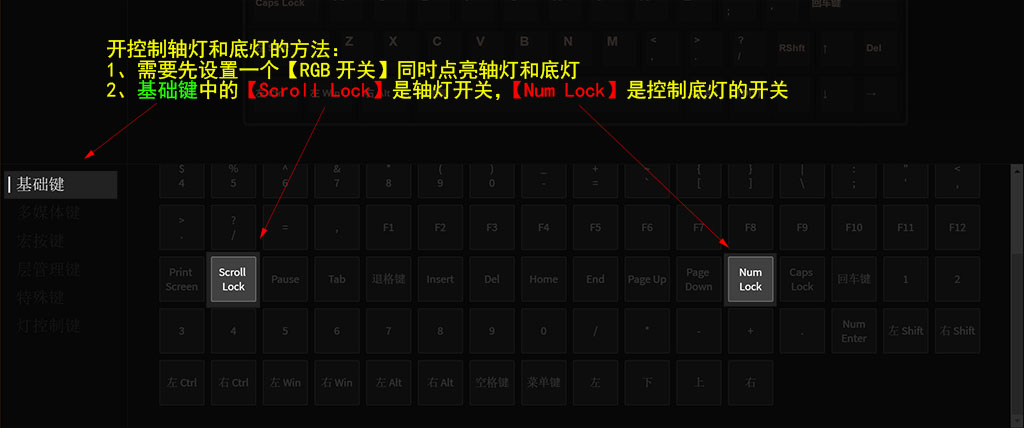 Caps Lock
;
,
回车键
Z X C V B N M < , > . ? / RShft ↑ Del
开控制轴灯和底灯的方法：
1、需要先设置一个【RGB 开关】同时点亮轴灯和底灯
2、基础键中的【Scroll Lock】是轴灯开关，【Num Lock】是控制底灯的开关
左 Win
↓ →
基础键
多媒体键
宏按键
层管理键
特殊键
灯控制键
$ % ^ & * ( ) _ + ~ { } | : " <
4 5 6 7 8 9 0 - = ` [ ] \ ; ' ,
> ?
. / = , F1 F2 F3 F4 F5 F6 F7 F8 F9 F10 F11 F12
Print Screen
Scroll Lock
Pause Tab 退格键 Insert Del Home End Page Up
Page Down
Num Lock
Caps Lock
回车键 1 2
3 4 5 6 7 8 9 0 / * - + .
Num Enter
左 Shift 右 Shift
左 Ctrl 右 Ctrl 左 Win 右 Win 左 Alt 右 Alt 空格键 菜单键 左 下 上 右